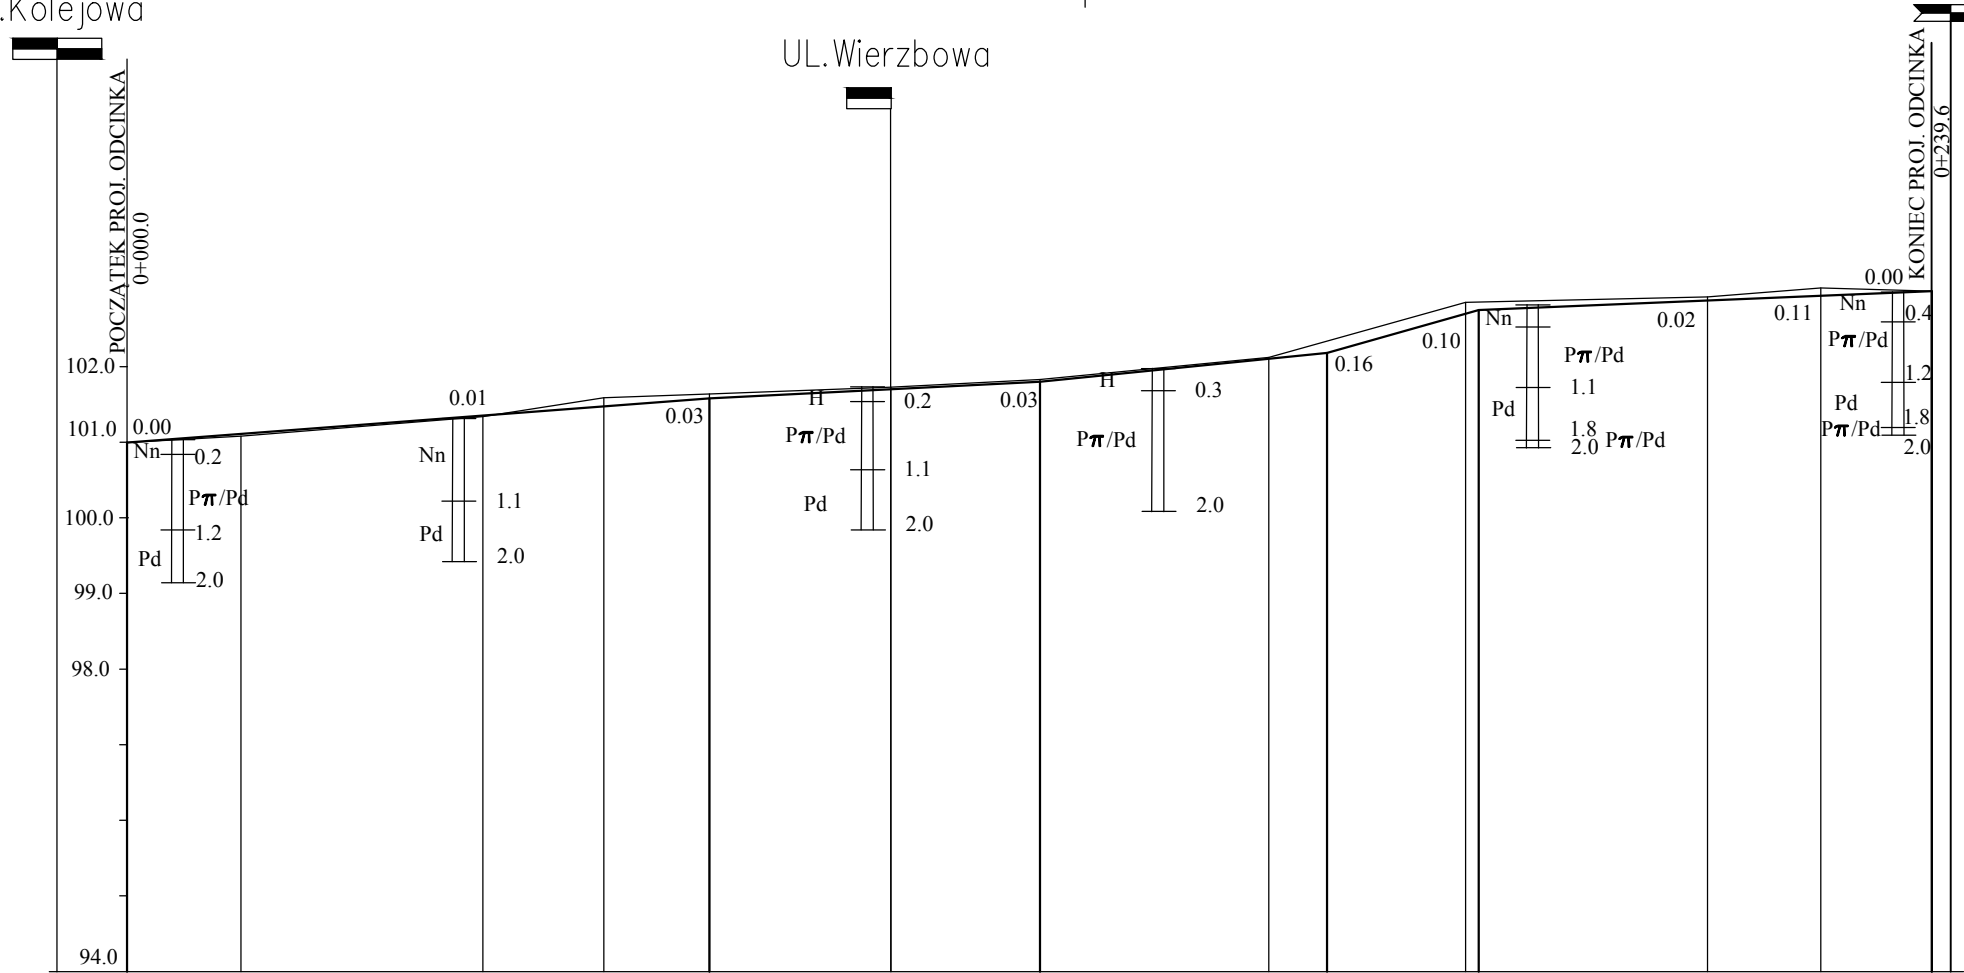 .Kolejowa
UL.Wierzbowa
POCZĄTEK PROJ. ODCINKA
0+000.0
KONIEC PROJ. ODCINKA
0+239.6
102.0
101.0
100.0
99.0
98.0
94.0
0.00
Nn
0.2
Pπ/Pd
1.2
Pd
2.0
0.01
Nn
1.1
Pd
2.0
0.03
H
0.2
Pπ/Pd
1.1
Pd
2.0
0.03
H
0.3
Pπ/Pd
2.0
0.16
0.10
Nn
Pπ/Pd
1.1
Pd
1.8
2.0
Pπ/Pd
0.02
0.11
0.00
Nn
0.4
Pπ/Pd
1.2
Pd
1.8
Pπ/Pd
2.0